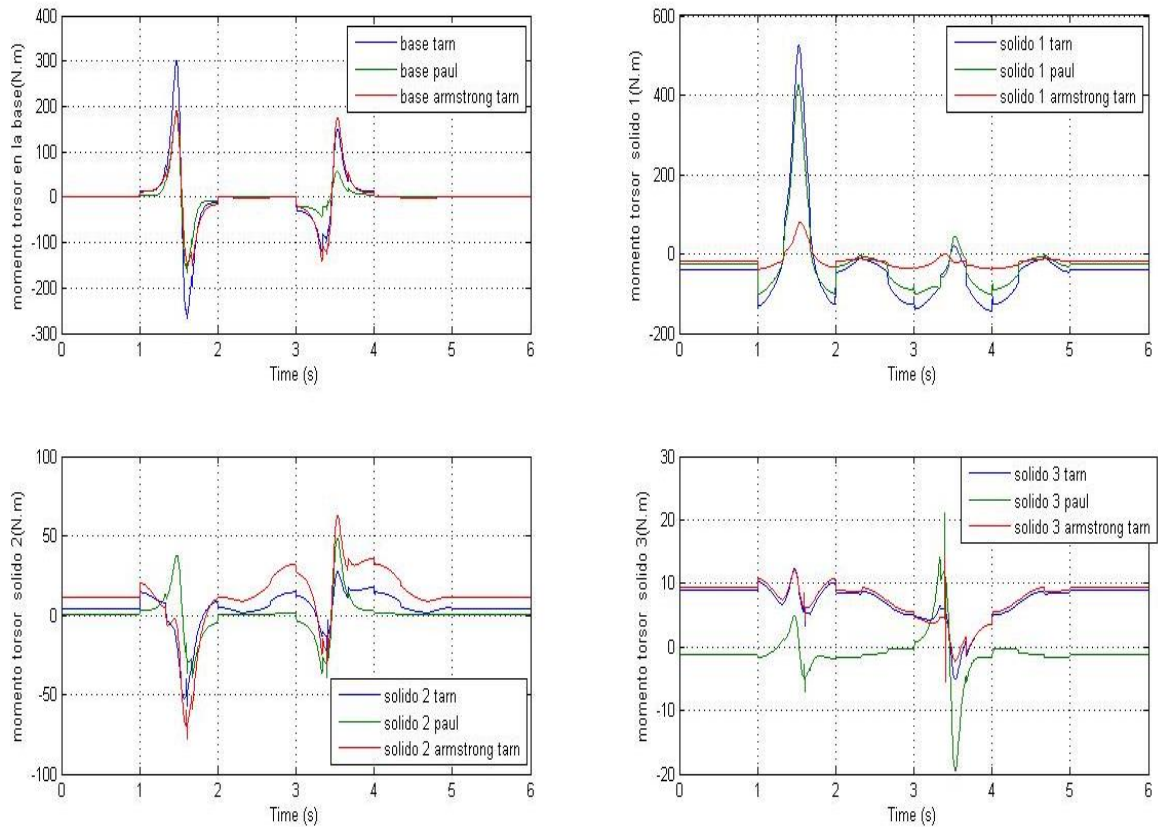 400
300
200
100
0
-100
-200
-300
momento torsor en la base(N.m)
base tarn
base paul
base armstrong tarn
0 1 2 3 4 5 6
Time (s)
600
400
200
0
-200
momento torsor solido 1(N.m)
solido 1 tarn
solido 1 paul
solido 1 armstrong tarn
0 1 2 3 4 5 6
Time (s)
100
50
0
-50
-100
momento torsor solido 2(N.m)
solido 2 tarn
solido 2 paul
solido 2 armstrong tarn
0 1 2 3 4 5 6
Time (s)
30
20
10
0
-10
-20
momento torsor solido 3(N.m)
solido 3 tarn
solido 3 paul
solido 3 armstrong tarn
0 1 2 3 4 5 6
Time (s)